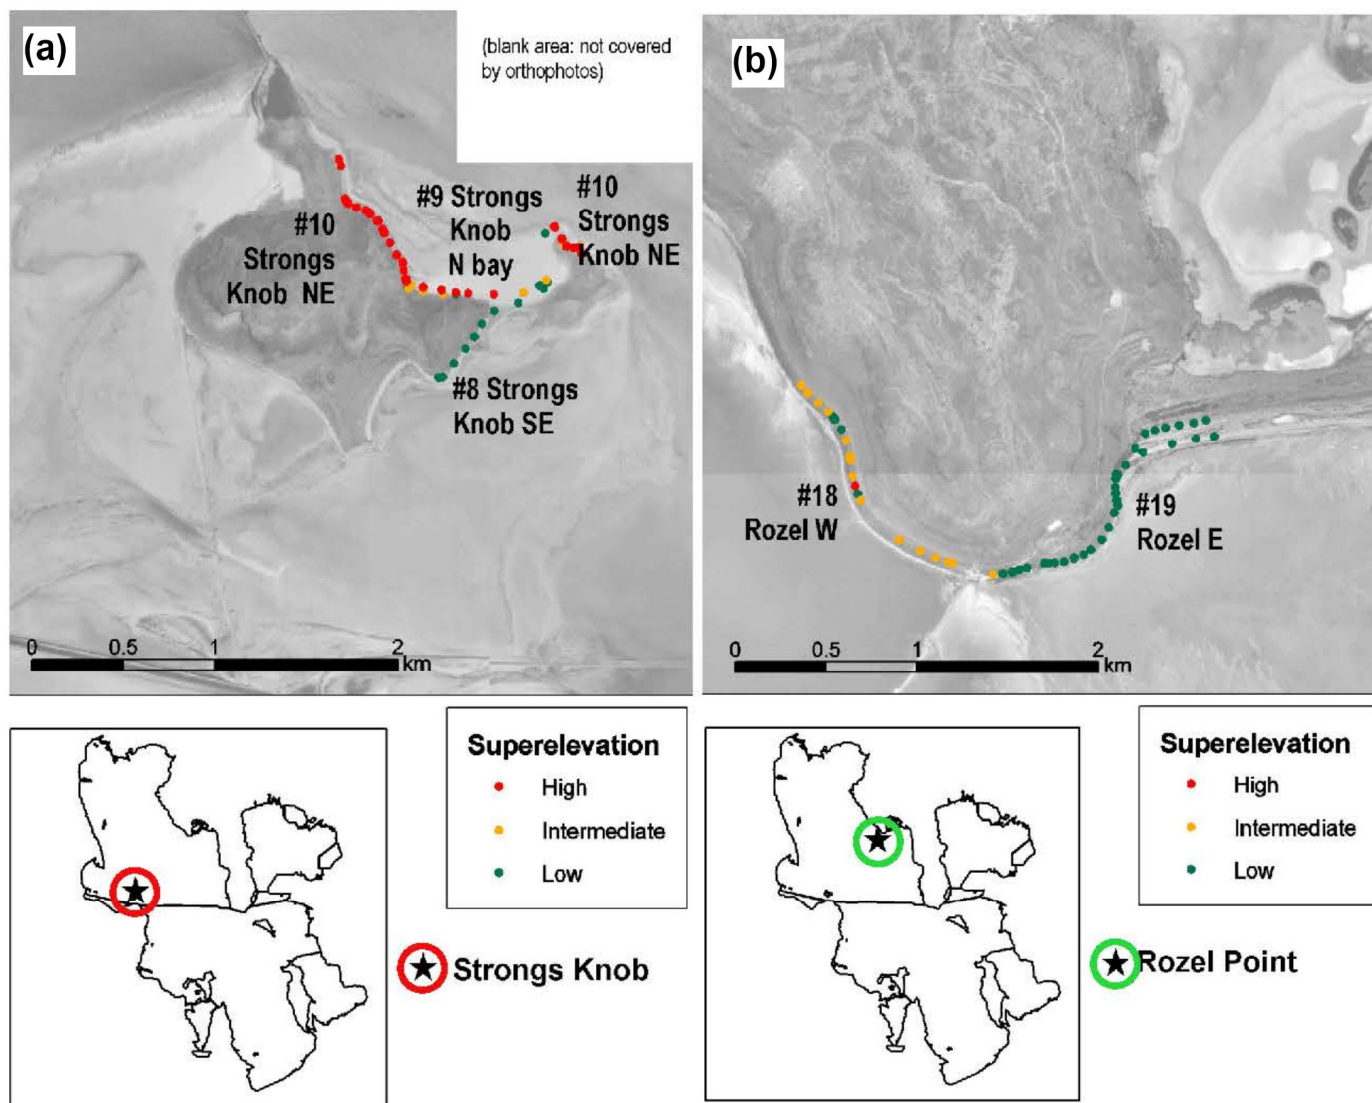 (a)
(blank area: not covered
by orthophotos)
#10
Strongs
Knob NE
#9 Strongs
Knob
N bay
#10
Strongs
Knob NE
#8 Strongs
Knob SE
0 0.5 1 2
km
(b)
#18
Rozel W
#19
Rozel E
0 0.5 1 2
km
Superelevation
High
Intermediate
Low
Strongs Knob
Superelevation
High
Intermediate
Low
Rozel Point